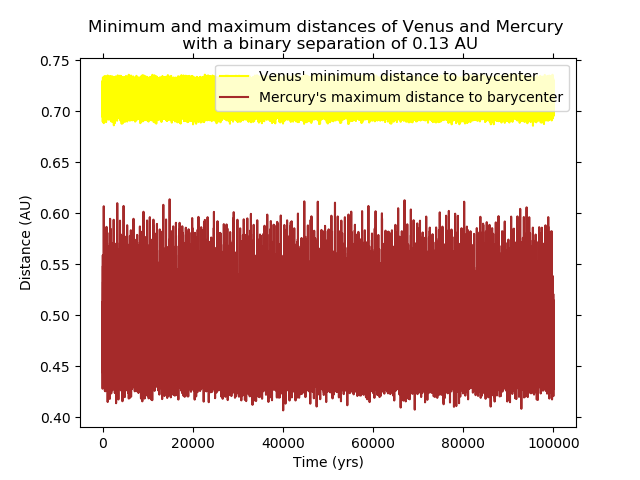 Minimum and maximum distances of Venus and Mercury
with a binary separation of 0.13 AU
Venus' minimum distance to barycenter
Mercury's maximum distance to barycenter
Distance (AU)
0.75
0.70
0.65
0.60
0.55
0.50
0.45
0.40
0 20000 40000 60000 80000 100000
Time (yrs)